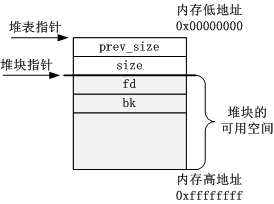 内存低地址
0x00000000
堆表指针
prev_size
size
堆块指针
fd
bk
堆块的
可用空间
内存高地址
0xffffffff